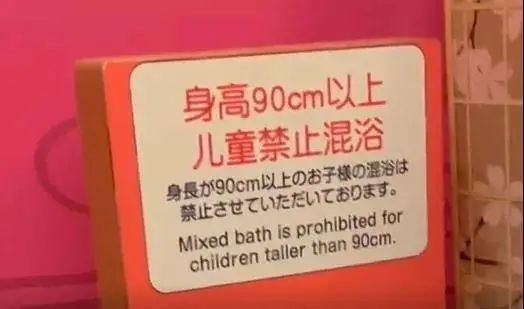 身高90cm以上
儿童禁止混浴
身長が90cm以上のお子様の混浴は
禁止させていただいております。
Mixed bath is prohibited for
children taller than 90cm.